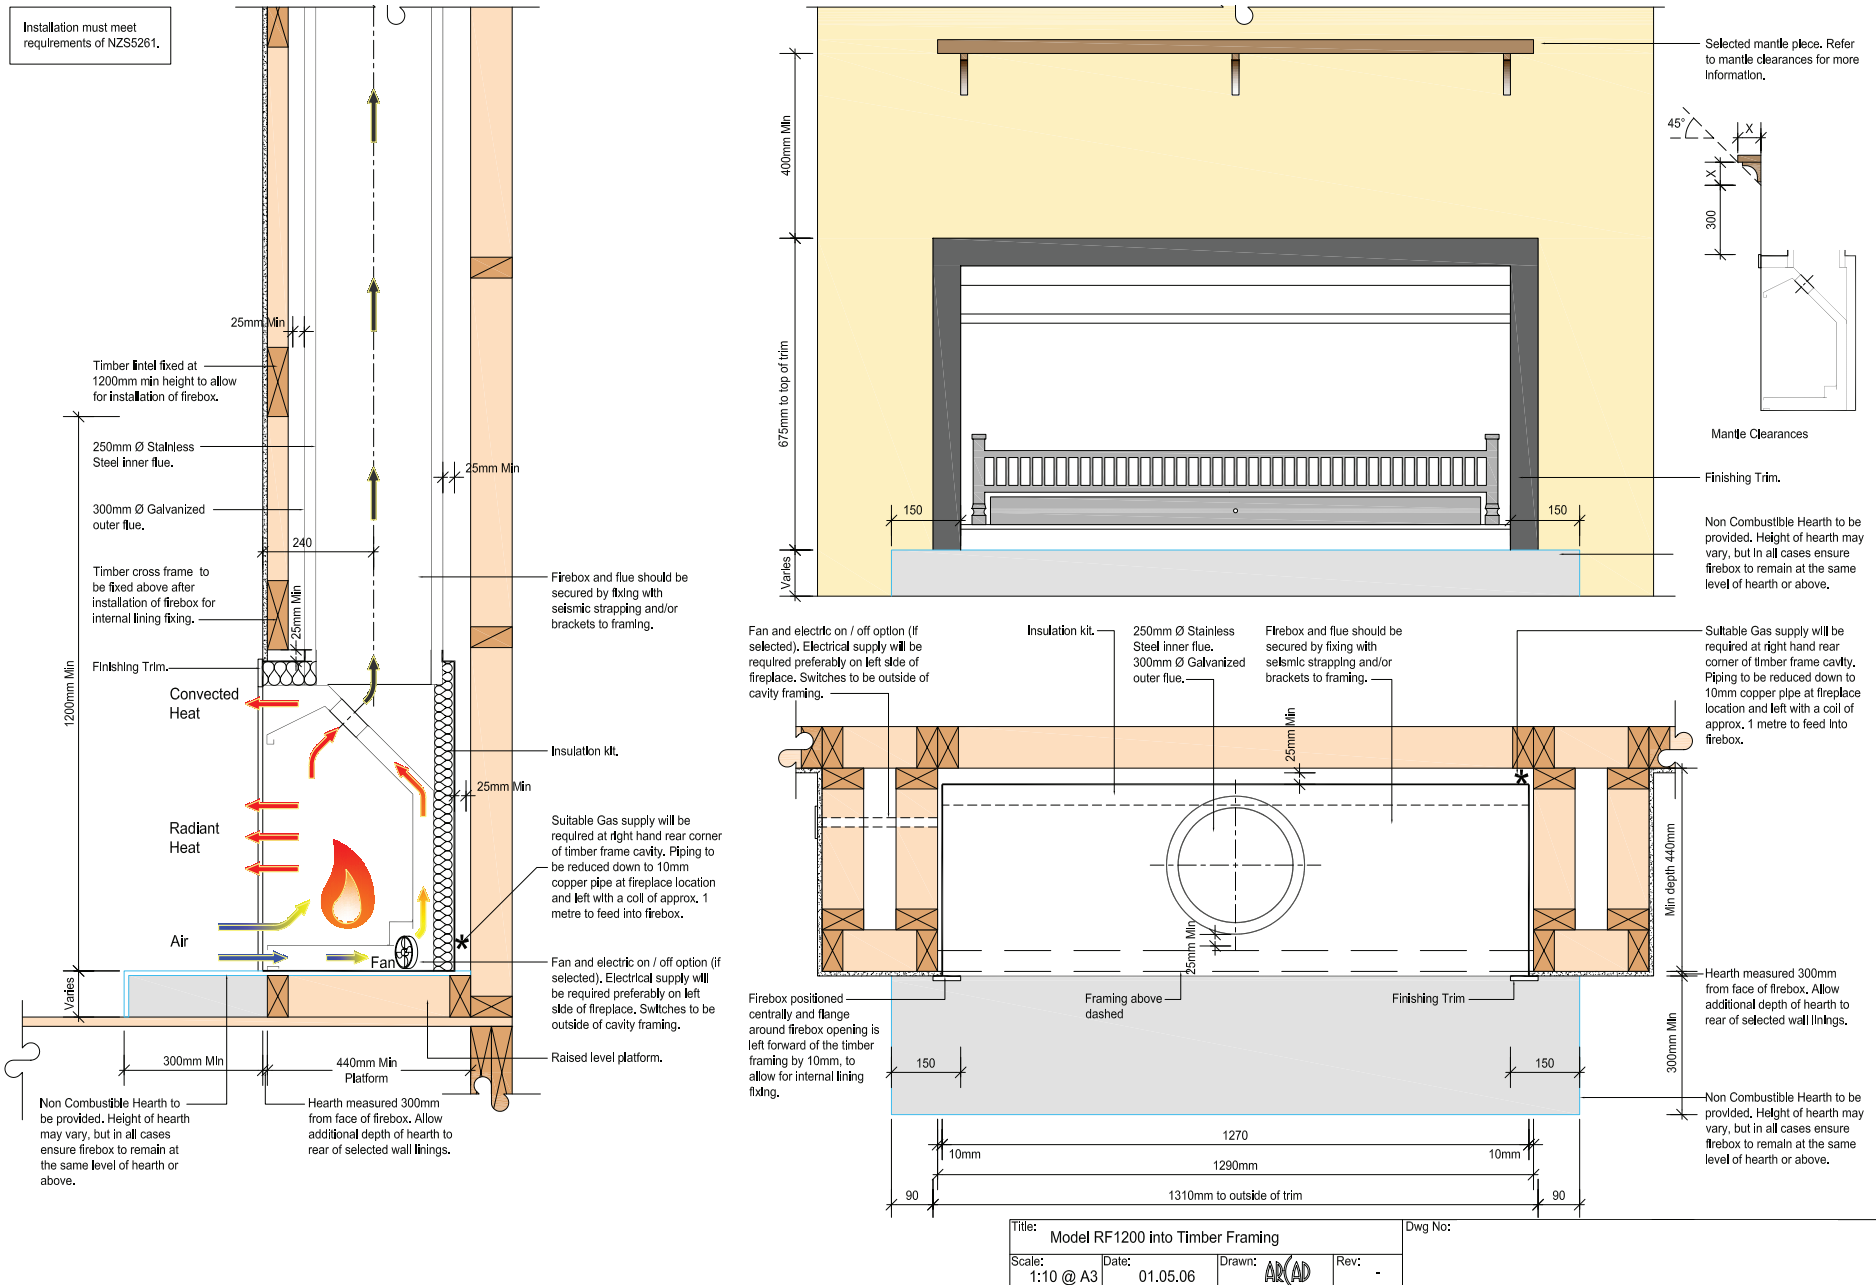 Installation must meet
requirements of NZS5261.
25mm Min
Timber lintel fixed at
1200mm min height to allow
for installation of firebox.
250mm Ø Stainless
Steel inner flue.
25mm Min
300mm Ø Galvanized
outer flue.
240
Timber cross frame to
be fixed above after
installation of firebox for
internal lining fixing.
25mm Min
Firebox and flue should be
secured by fixing with
seismic strapping and/or
brackets to framing.
Finishing Trim.
1200mm Min
Convected
Heat
Insulation kit.
25mm Min
Radiant
Heat
Suitable Gas supply will be
required at right hand rear corner
of timber frame cavity. Piping to
be reduced down to 10mm
copper pipe at fireplace location
and left with a coil of approx. 1
metre to feed into firebox.
Air
Fan
*
Fan and electric on / off option (if
selected). Electrical supply will
be required preferably on left
side of fireplace. Switches to be
outside of cavity framing.
Varies
Raised level platform.
300mm Min
440mm Min
Platform
Non Combustible Hearth to
be provided. Height of hearth
may vary, but in all cases
ensure firebox to remain at
the same level of hearth or
above.
Hearth measured 300mm
from face of firebox. Allow
additional depth of hearth to
rear of selected wall linings.
400mm Min
675mm to top of trim
Varies
150
150
Selected mantle piece. Refer
to mantle clearances for more
information.
45°
X
X
300
Mantle Clearances
Finishing Trim.
Non Combustible Hearth to be
provided. Height of hearth may
vary, but in all cases ensure
firebox to remain at the same
level of hearth or above.
Fan and electric on / off option (if
selected). Electrical supply will be
required preferably on left side of
fireplace. Switches to be outside of
cavity framing.
Insulation kit.
250mm Ø Stainless
Steel inner flue.
300mm Ø Galvanized
outer flue.
Firebox and flue should be
secured by fixing with
seismic strapping and/or
brackets to framing.
Suitable Gas supply will be
required at right hand rear
corner of timber frame cavity.
Piping to be reduced down to
10mm copper pipe at fireplace
location and left with a coil of
approx. 1 metre to feed into
firebox.
25mm Min
*
Min depth 440mm
25mm Min
Firebox positioned
centrally and flange
around firebox opening is
left forward of the timber
framing by 10mm, to
allow for internal lining
fixing.
Framing above
dashed
Finishing Trim
Hearth measured 300mm
from face of firebox. Allow
additional depth of hearth to
rear of selected wall linings.
300mm Min
150
150
Non Combustible Hearth to be
provided. Height of hearth may
vary, but in all cases ensure
firebox to remain at the same
level of hearth or above.
1270
10mm
10mm
1290mm
90
1310mm to outside of trim
90
Title:
Model RF1200 into Timber Framing
Dwg No:
Scale:
1:10 @ A3
Date:
01.05.06
Drawn:
ARCAD
Rev:
-